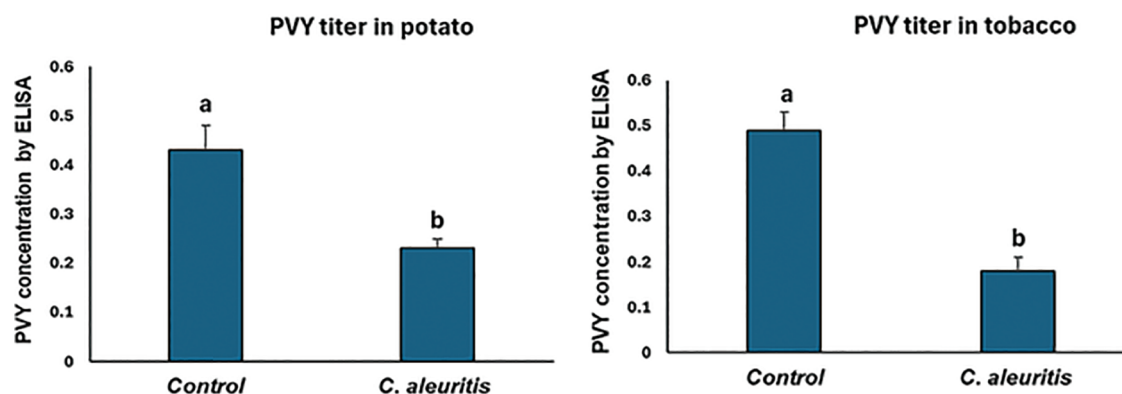 PVY titer in potato
PVY concentration by ELISA
0.6
0.5
0.4
0.3
0.2
0.1
0
a
b
Control
C. aleuritis
PVY titer in tobacco
PVY concentration by ELISA
0.6
0.5
0.4
0.3
0.2
0.1
0
a
b
Control
C. aleuritis